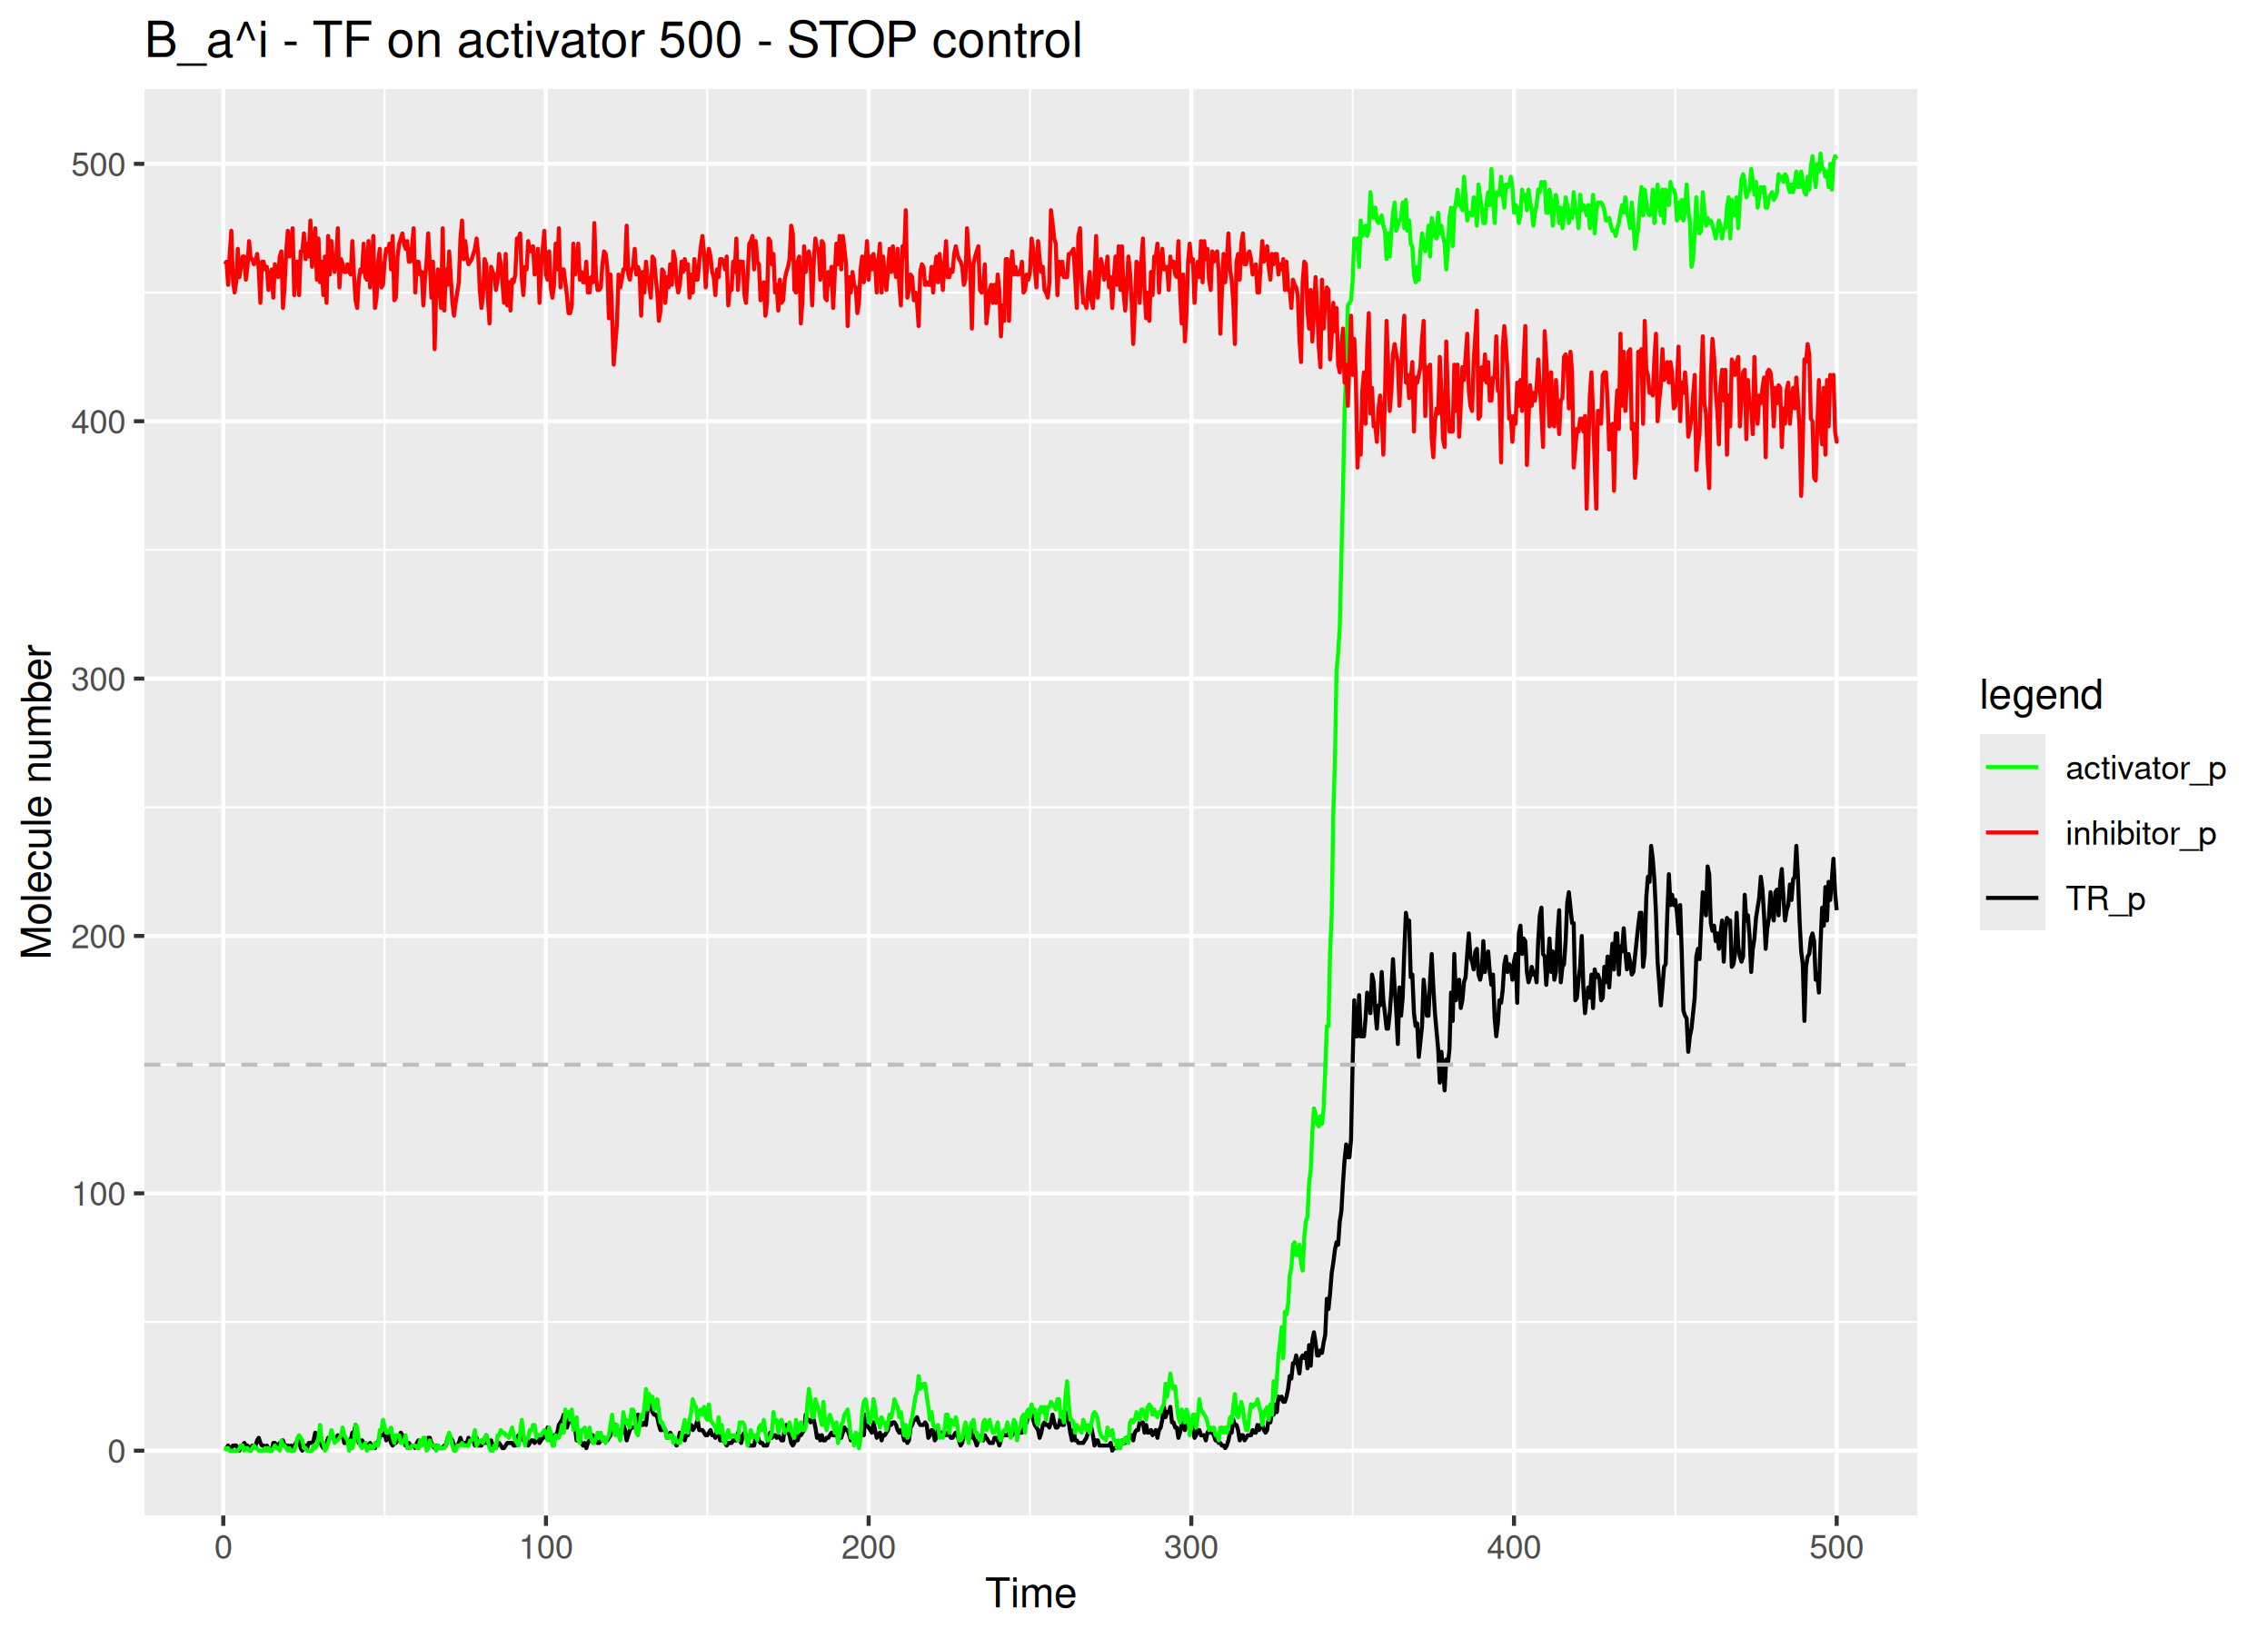 B_a^i - TF on activator 500 - STOP control
500
400
300
200
100
0
Molecule number
0 100 200 300 400 500
Time
legend
activator_p
inhibitor_p
TR_p